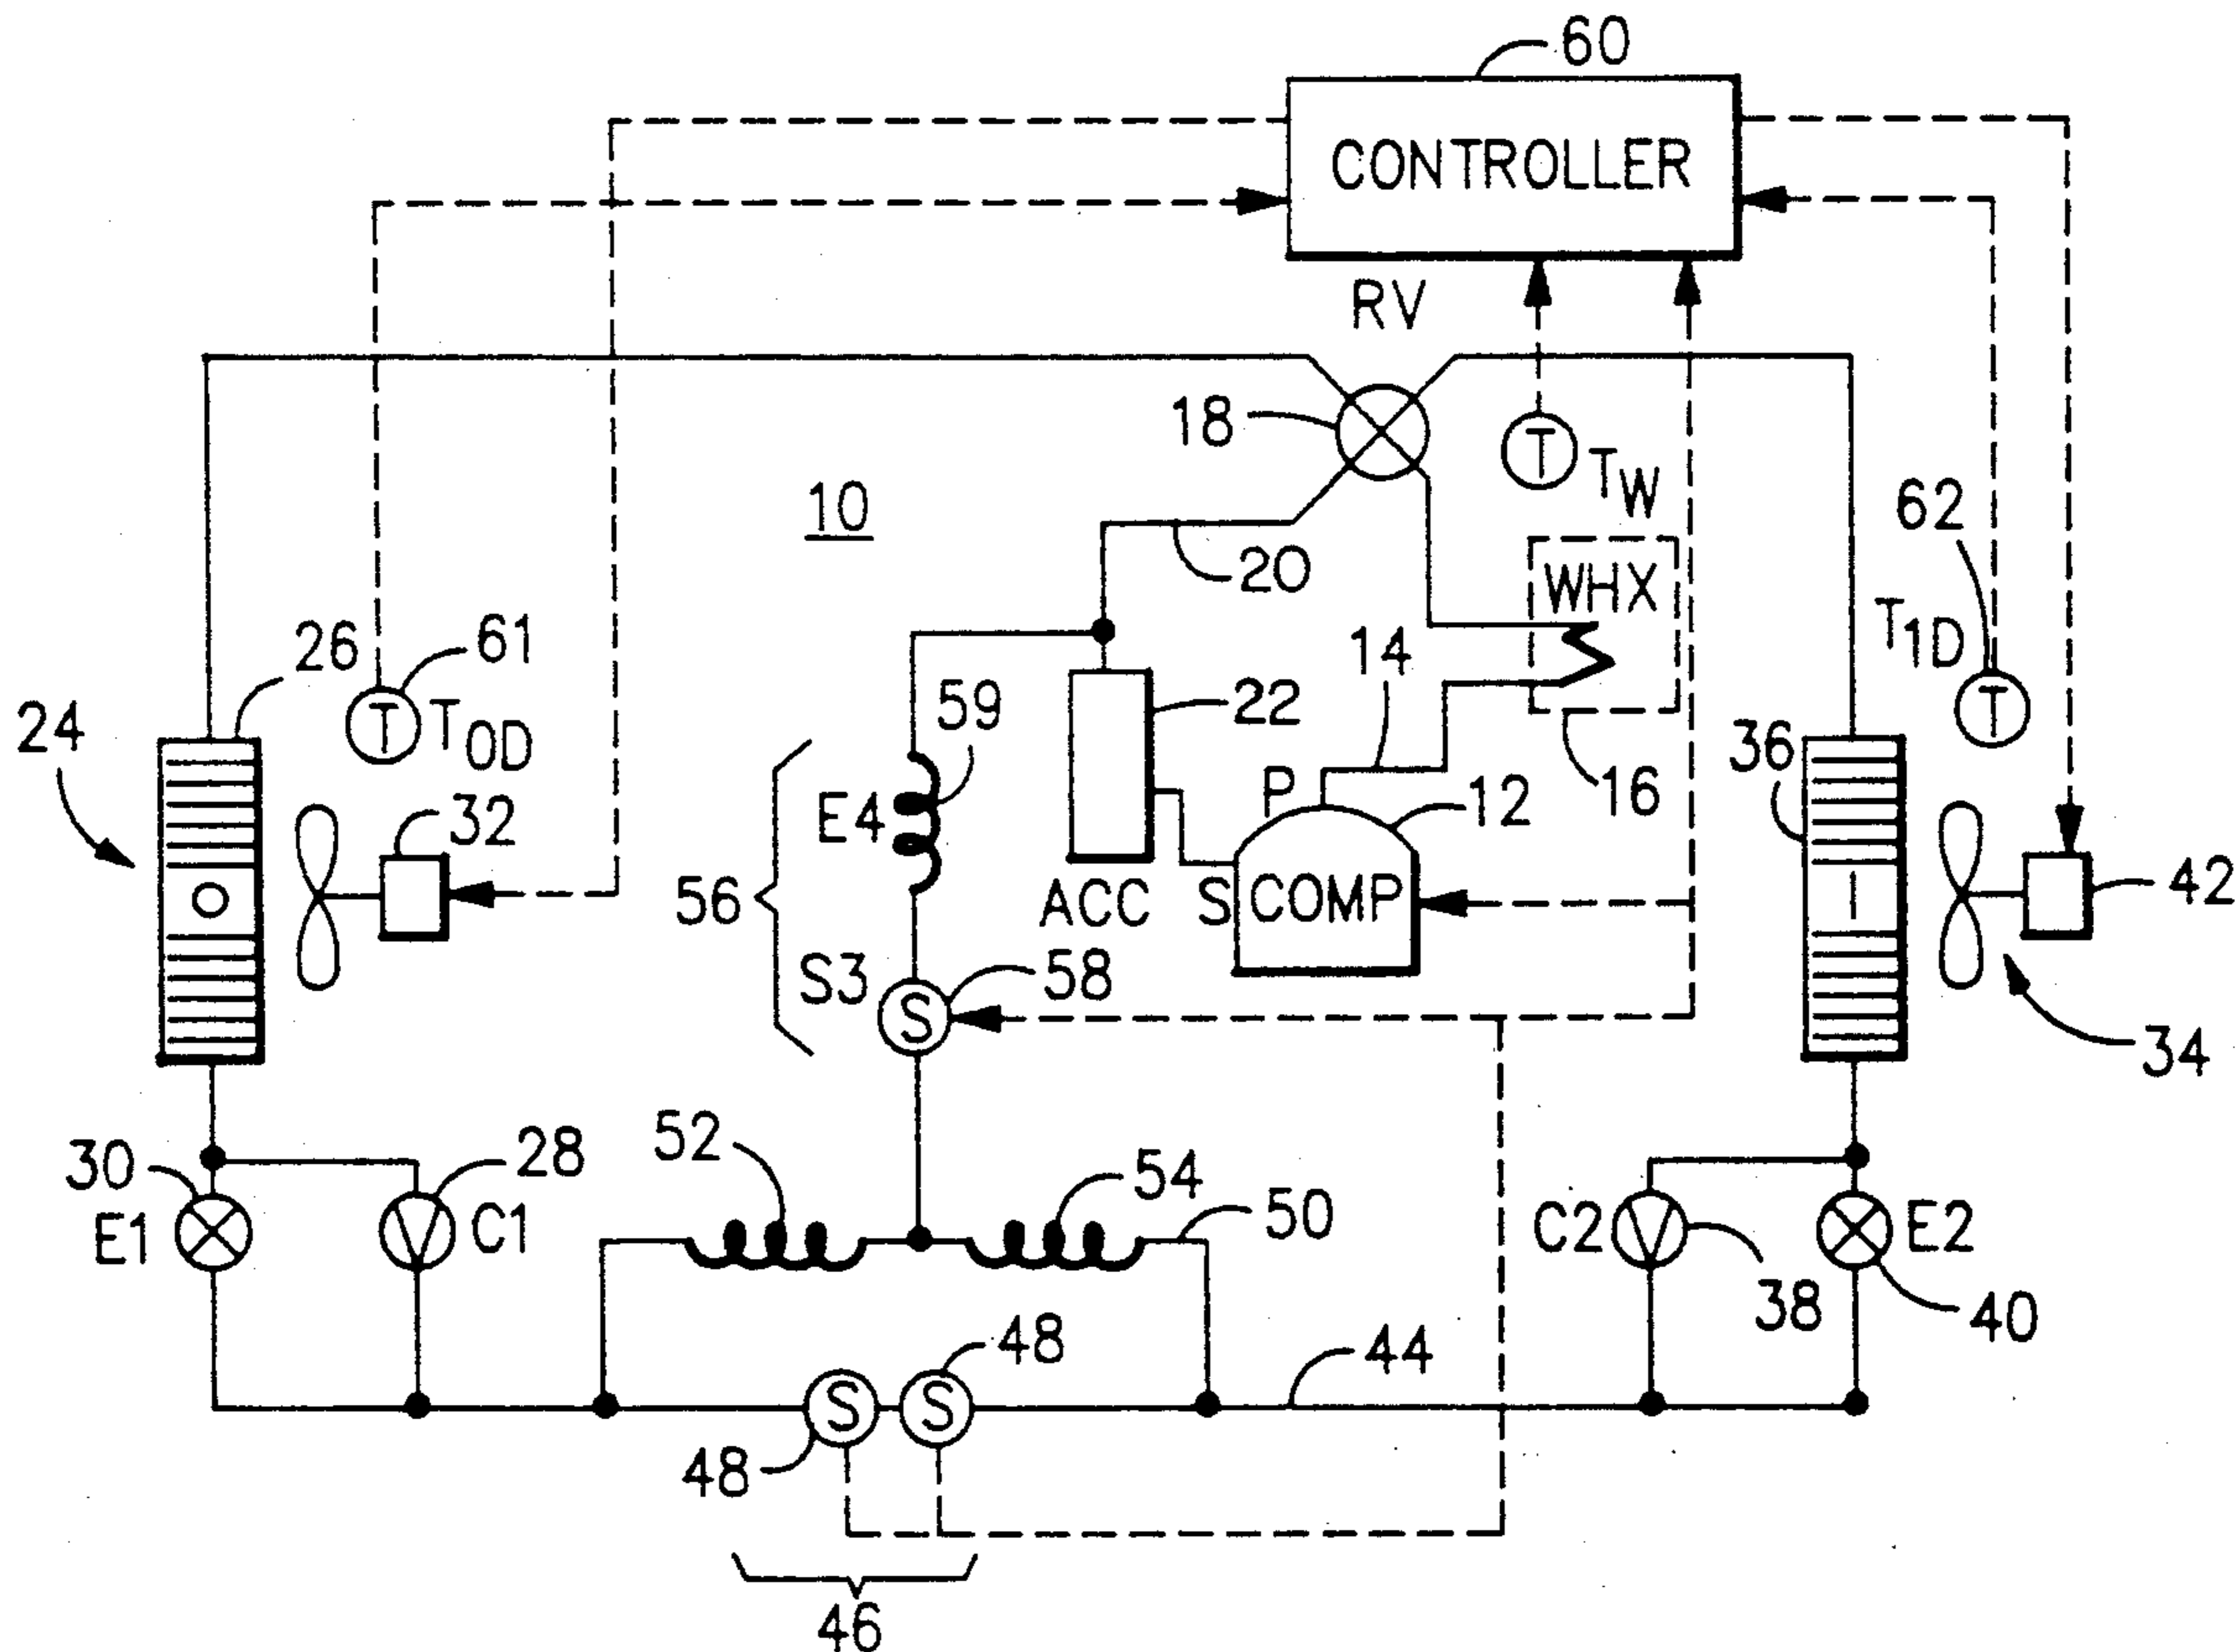 60
CONTROLLER
RV
18
T
TW
10
62
20
WHX
T1D
26
61
14
24
T
TOD
59
22
T
36
16
32
E4
P
12
56
O
ACC
S
COMP
I
42
S3
58
S
34
52
54
30
28
50
E1
C1
C2
V
V
E2
38
40
48
44
S
S
48
46